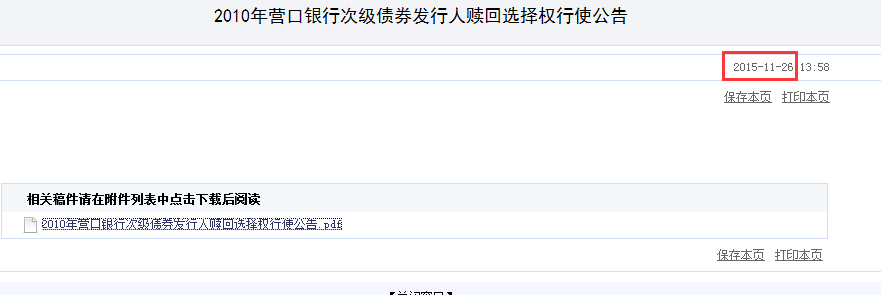 2010年营口银行次级债券发行人赎回选择权行使公告
2015-11-26 13:58
保存本页 打印本页
相关稿件请在附件列表中点击下载后阅读
2010年营口银行次级债券发行人赎回选择权行使公告.pdf
保存本页 打印本页